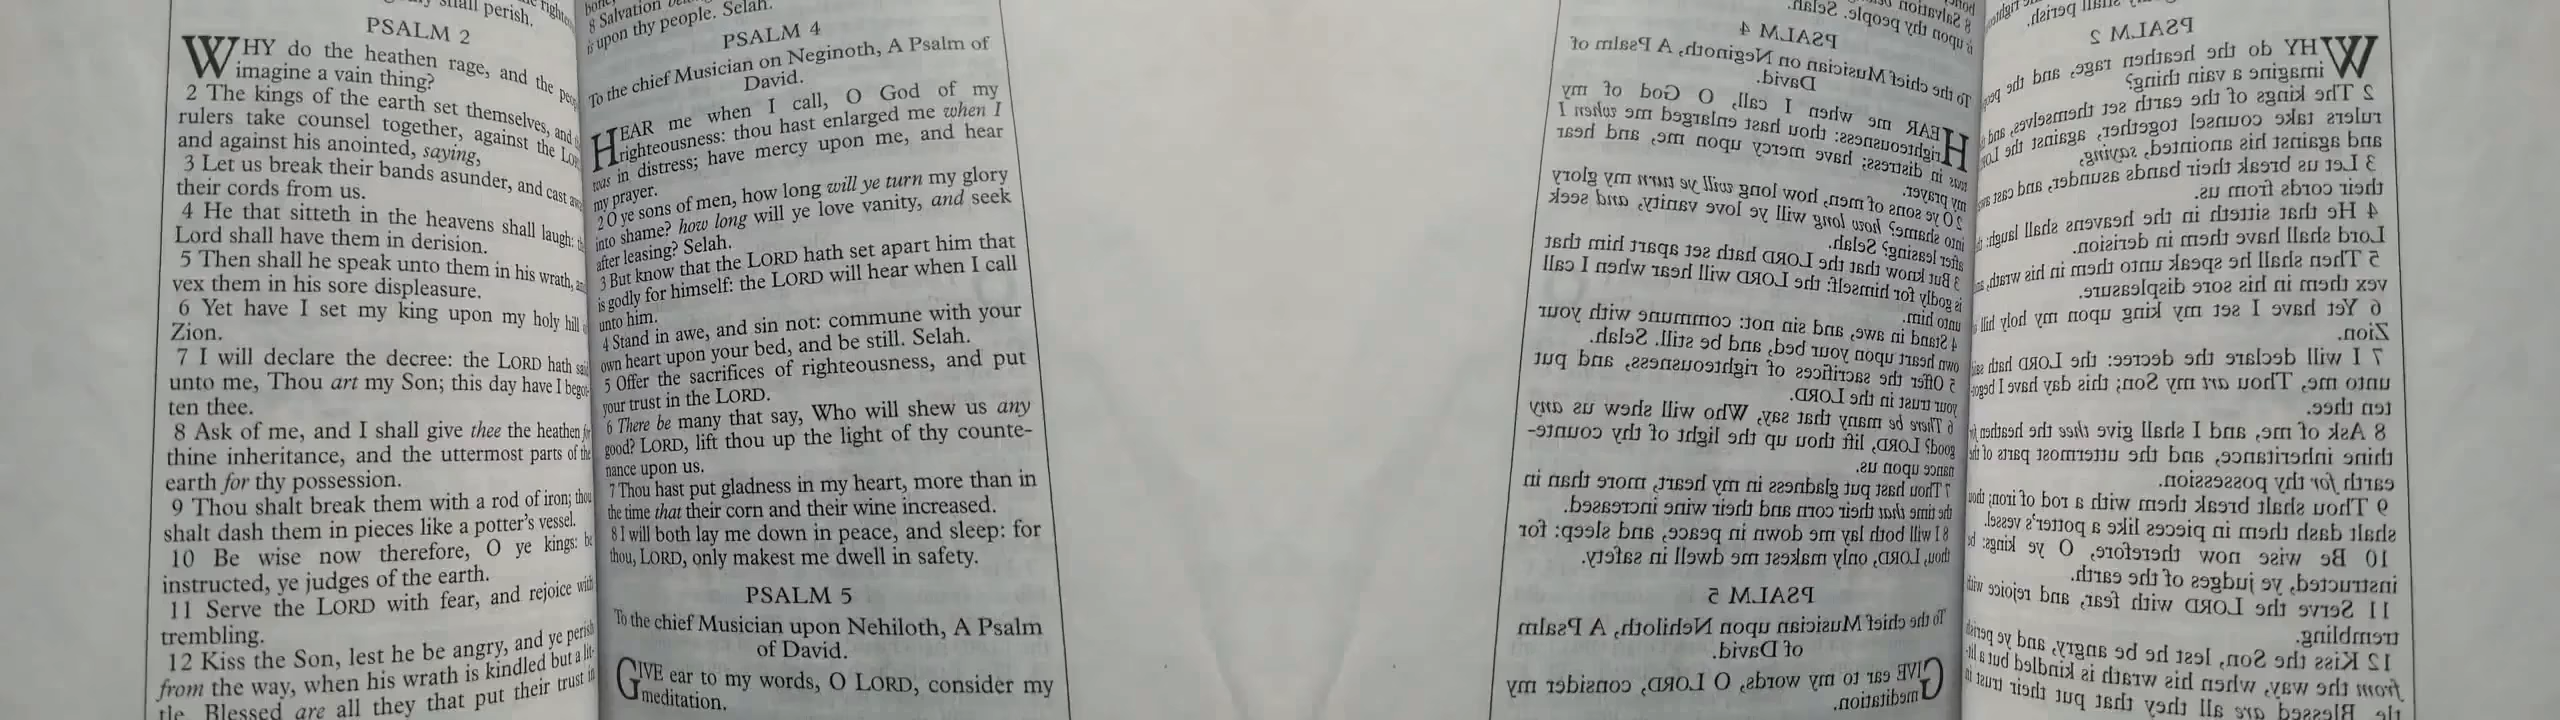 shall perish.
PSALM 2
WHY do the heathen rage, and the
imagine a vain thing?
2 The kings of the earth set themselves, and
rulers take counsel together, against the
and against his anointed, saying,
3 Let us break their bands asunder, and cast
their cords from us.
4 He that sitteth in the heavens shall laugh:
Lord shall have them in derision.
5 Then shall he speak unto them in his wrath,
vex them in his sore displeasure.
6 Yet have I set my king upon my holy hill
Zion.
7 I will declare the decree: the LORD hath
unto me, Thou art my Son; this day have I begot-
ten thee.
8 Ask of me, and I shall give thee the heathen for
thine inheritance, and the uttermost parts of the
earth for thy possession.
9 Thou shalt break them with a rod of iron; thou
shalt dash them in pieces like a potter's vessel.
10 Be wise now therefore, O ye kings: be
instructed, ye judges of the earth.
11 Serve the LORD with fear, and rejoice with
trembling.
12 Kiss the Son, lest he be angry, and ye perish
from the way, when his wrath is kindled but a lit-
tle. Blessed are all they that put their trust in
8 Salvation
is upon thy people. Selah.
PSALM 4
To the chief Musician on Neginoth, A Psalm of
David.
HEAR me when I call, O God of my
righteousness: thou hast enlarged me when I
was in distress; have mercy upon me, and hear
my prayer.
2 O ye sons of men, how long will ye turn my glory
into shame? how long will ye love vanity, and seek
after leasing? Selah.
3 But know that the LORD hath set apart him that
is godly for himself: the LORD will hear when I call
unto him.
4 Stand in awe, and sin not: commune with your
own heart upon your bed, and be still. Selah.
5 Offer the sacrifices of righteousness, and put
your trust in the LORD.
6 There be many that say, Who will shew us any
good? LORD, lift thou up the light of thy counte-
nance upon us.
7 Thou hast put gladness in my heart, more than in
the time that their corn and their wine increased.
8 I will both lay me down in peace, and sleep: for
thou, LORD, only makest me dwell in safety.
PSALM 5
To the chief Musician upon Nehiloth, A Psalm
of David.
GIVE ear to my words, O LORD, consider my
meditation.